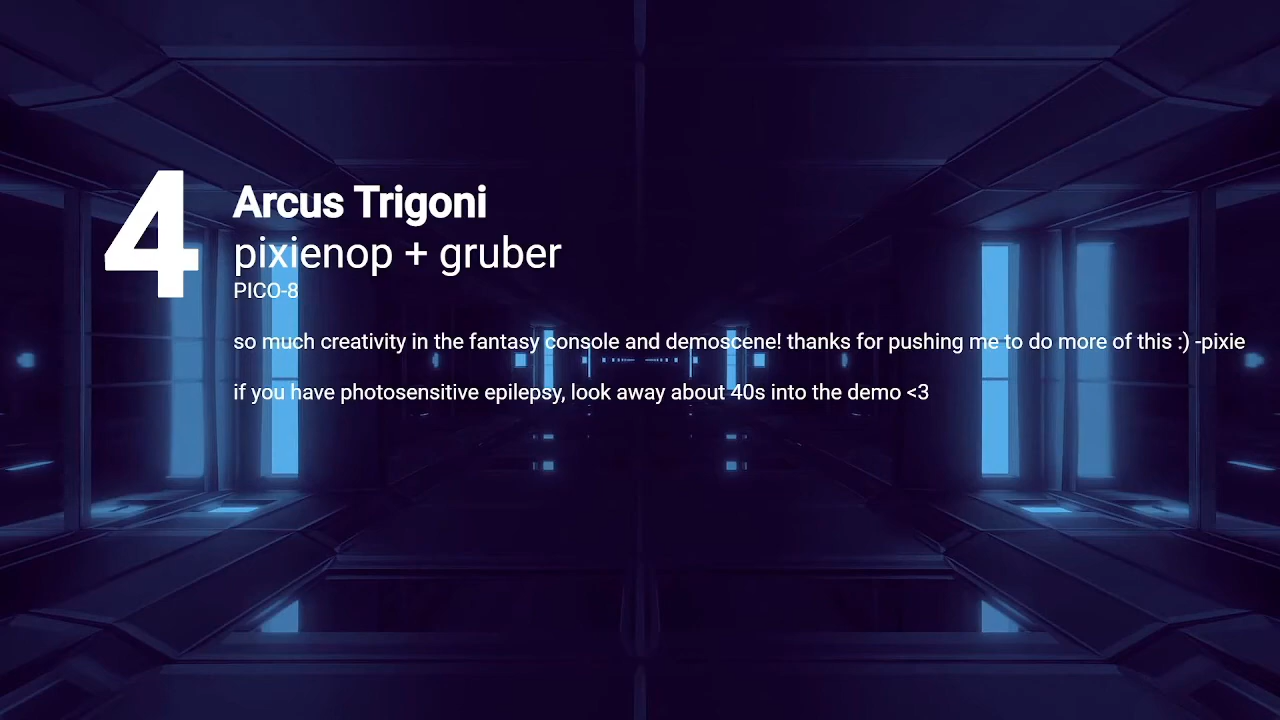 4
Arcus Trigoni
pixienop + gruber
PICO-8
so much creativity in the fantasy console and demoscene! thanks for pushing me to do more of this :) -pixie
if you have photosensitive epilepsy, look away about 40s into the demo <3